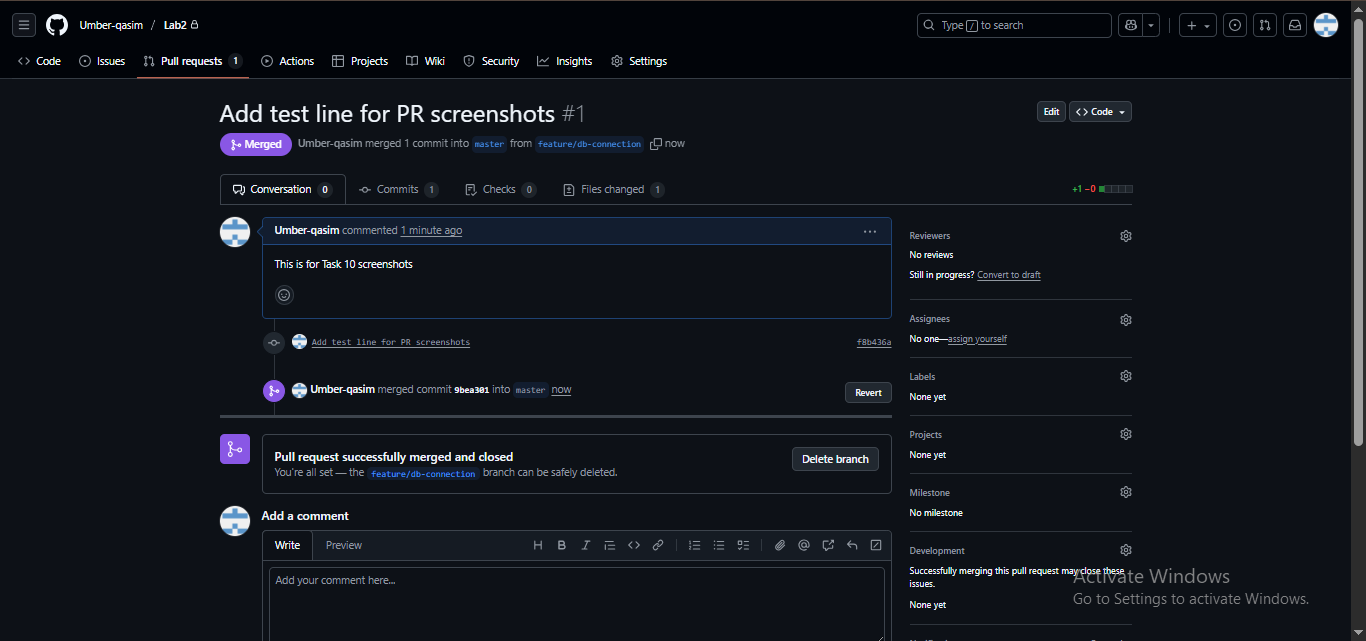 Umber-qasim / Lab2
Type / to search
Code
Issues
Pull requests 1
Actions
Projects
Wiki
Security
Insights
Settings
Add test line for PR screenshots #1
Edit
Code
Merged
Umber-qasim merged 1 commit into master from feature/db-connection now
Conversation 0
Commits 1
Checks 0
Files changed 1
+1 −0
Umber-qasim commented 1 minute ago
This is for Task 10 screenshots
Add test line for PR screenshots
f8b436a
Umber-qasim merged commit 9bea301 into master now
Revert
Pull request successfully merged and closed
You're all set — the feature/db-connection branch can be safely deleted.
Delete branch
Add a comment
Write
Preview
Add your comment here...
Reviewers
No reviews
Still in progress? Convert to draft
Assignees
No one—assign yourself
Labels
None yet
Projects
None yet
Milestone
No milestone
Development
Successfully merging this pull request may close these
issues.
None yet
Activate Windows
Go to Settings to activate Windows.